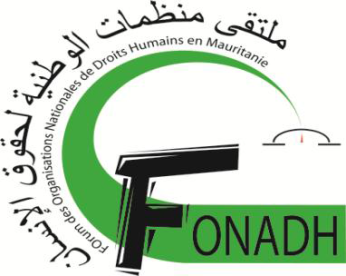 ملتقى منظمات الوطنية لحقوق الإنسان
Forum des Organisations Nationales de Droits Humains en Mauritanie
FONADH